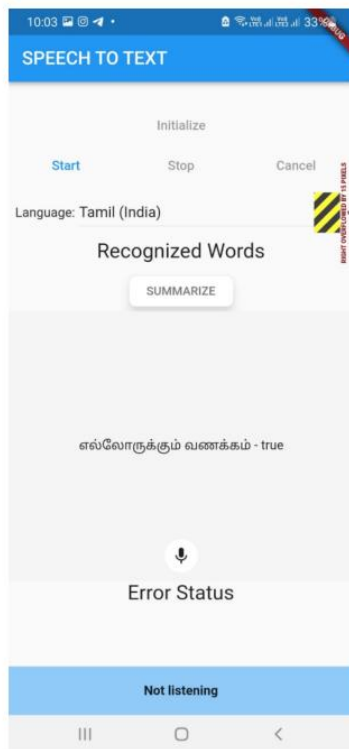 10:03
33%
SPEECH TO TEXT
Initialize
Start Stop Cancel
Language: Tamil (India)
RIGHT OVERFLOWED BY 15 PIXELS
Recognized Words
SUMMARIZE
எல்லோருக்கும் வணக்கம் - true
Error Status
Not listening